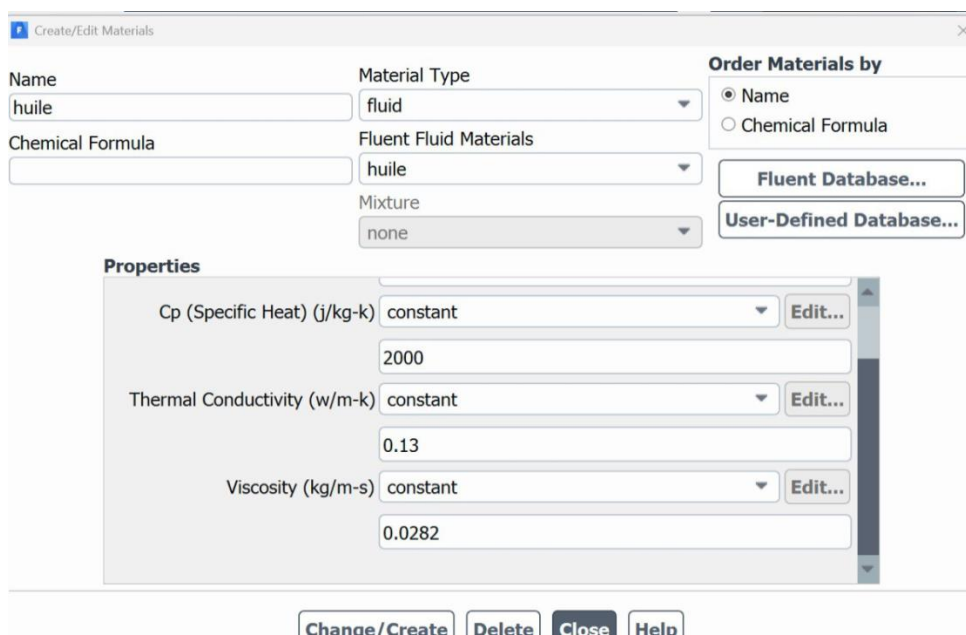 Create/Edit Materials
Name
huile
Chemical Formula
Material Type
fluid
Fluent Fluid Materials
huile
Mixture
none
Order Materials by
Name
Chemical Formula
Fluent Database...
User-Defined Database...
Properties
Cp (Specific Heat) (j/kg-k) constant Edit...
2000
Thermal Conductivity (w/m-k) constant Edit...
0.13
Viscosity (kg/m-s) constant Edit...
0.0282
Change/Create Delete Close Help